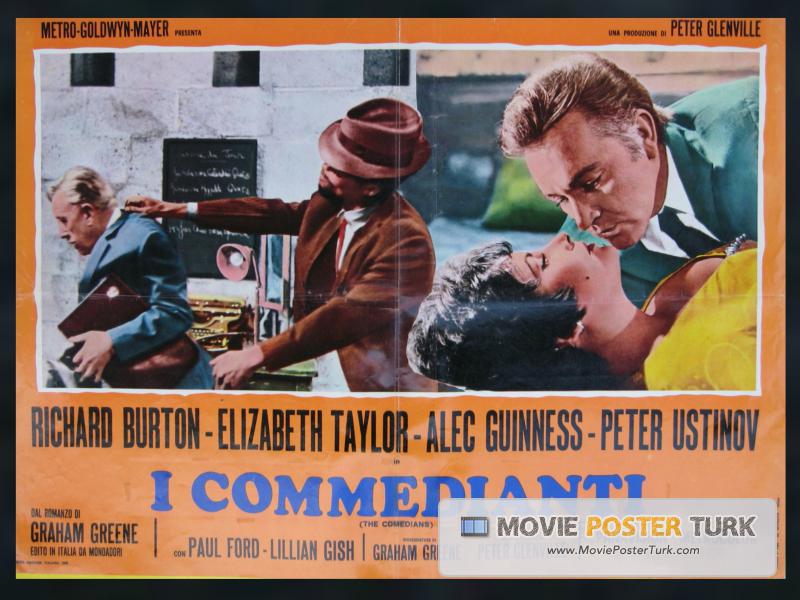 METRO-GOLDWYN-MAYER PRESENTA
UNA PRODUZIONE DI PETER GLENVILLE
RICHARD BURTON - ELIZABETH TAYLOR - ALEC GUINNESS - PETER USTINOV
in
I COMMEDIANTI
(THE COMEDIANS)
DAL ROMANZO DI
GRAHAM GREENE
EDITO IN ITALIA DA MONDADORI
CON PAUL FORD - LILLIAN GISH
GRAHAM GREENE
PETER GLENVILLE
MOVIE POSTER TURK
www.MoviePosterTurk.com